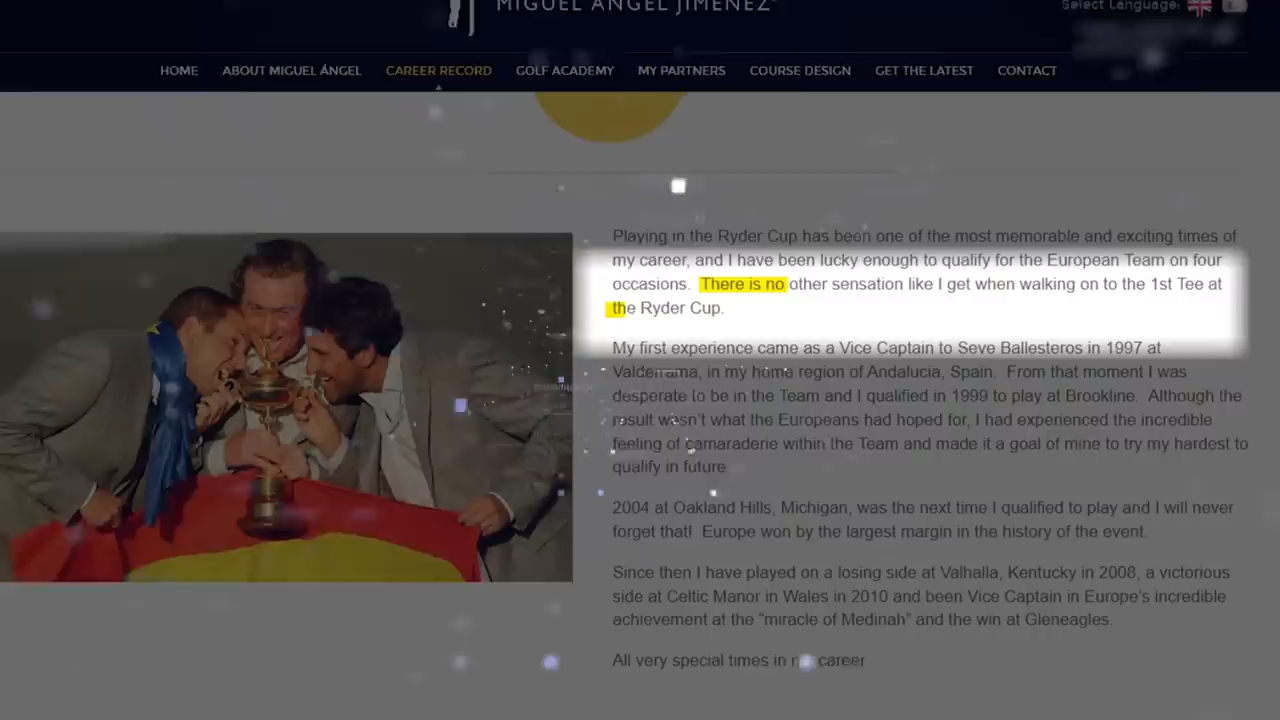 MIGUEL ÁNGEL JIMÉNEZ
Select Language:
HOME ABOUT MIGUEL ÁNGEL CAREER RECORD GOLF ACADEMY MY PARTNERS COURSE DESIGN GET THE LATEST CONTACT
Playing in the Ryder Cup has been one of the most memorable and exciting times of
my career, and I have been lucky enough to qualify for the European Team on four
occasions. There is no other sensation like I get when walking on to the 1st Tee at
the Ryder Cup.
My first experience came as a Vice Captain to Seve Ballesteros in 1997 at
Valderrama, in my home region of Andalucia, Spain. From that moment I was
desperate to be in the Team and I qualified in 1999 to play at Brookline. Although the
result wasn't what the Europeans had hoped for, I had experienced the incredible
feeling of camaraderie within the Team and made it a goal of mine to try my hardest to
qualify in future
2004 at Oakland Hills, Michigan, was the next time I qualified to play and I will never
forget that! Europe won by the largest margin in the history of the event.
Since then I have played on a losing side at Valhalla, Kentucky in 2008, a victorious
side at Celtic Manor in Wales in 2010 and been Vice Captain in Europe's incredible
achievement at the "miracle of Medinah" and the win at Gleneagles.
All very special times in my career